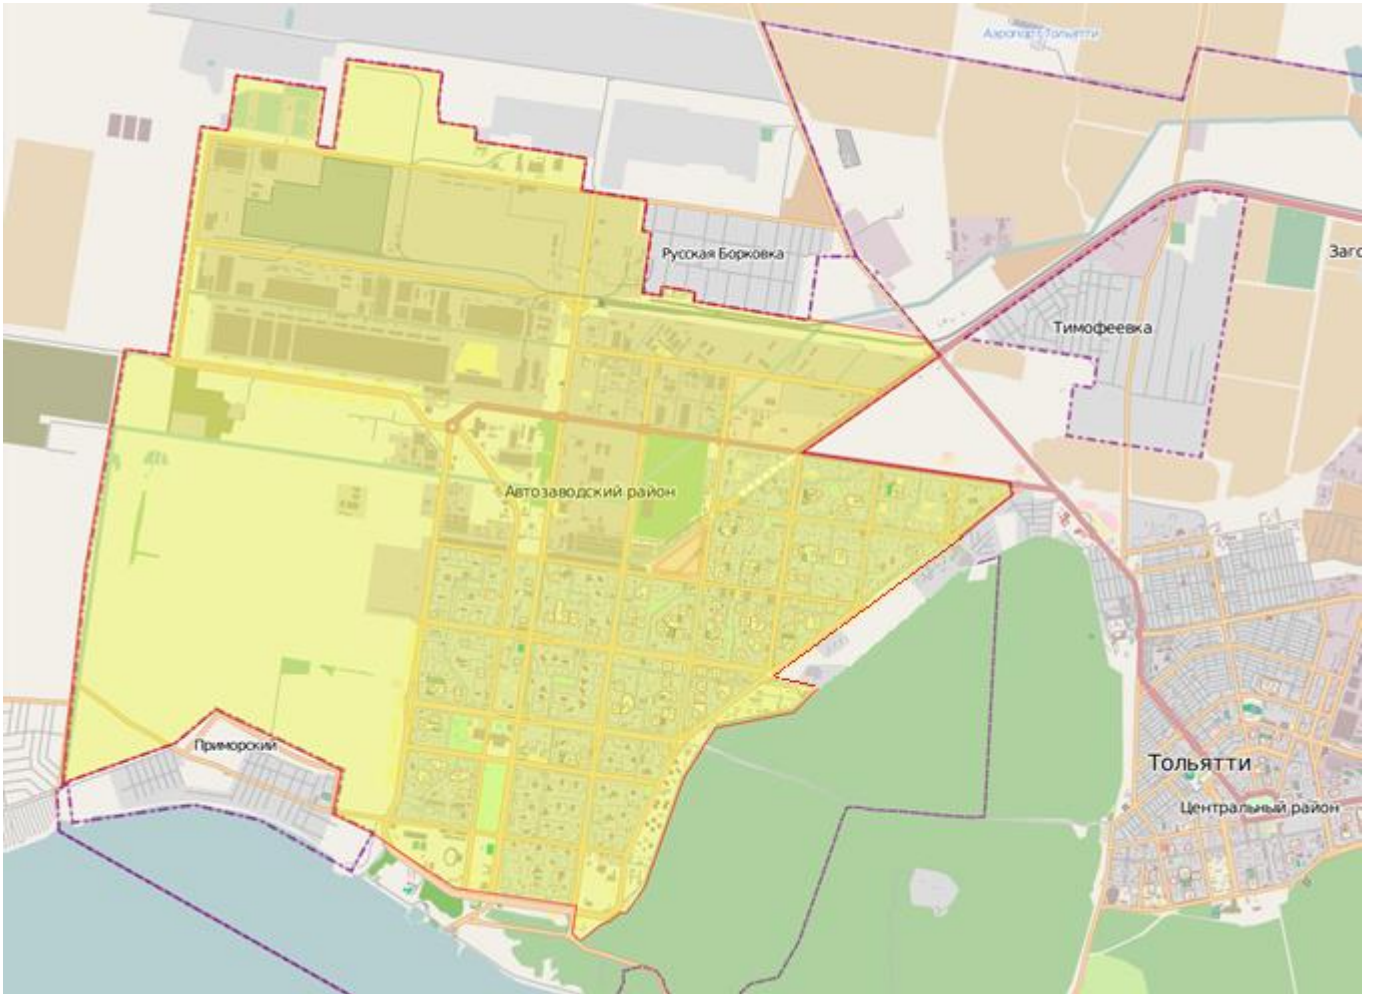 Аэропорт Тольятти
Русская Борковка
Заго
Тимофеевка
Автозаводский район
Приморский
Тольятти
Центральный район